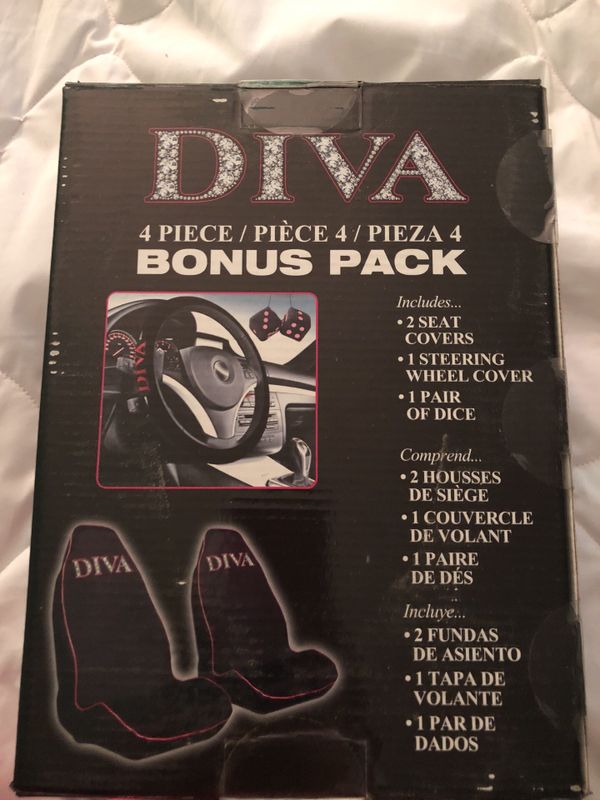 DIVA
4 PIECE / PIÈCE 4 / PIEZA 4
BONUS PACK
DIVA
Includes...
• 2 SEAT
COVERS
• 1 STEERING
WHEEL COVER
• 1 PAIR
OF DICE
Comprend...
• 2 HOUSSES
DE SIÈGE
• 1 COUVERCLE
DE VOLANT
• 1 PAIRE
DE DÉS
Incluye...
• 2 FUNDAS
DE ASIENTO
• 1 TAPA DE
VOLANTE
• 1 PAR DE
DADOS
DIVA
DIVA